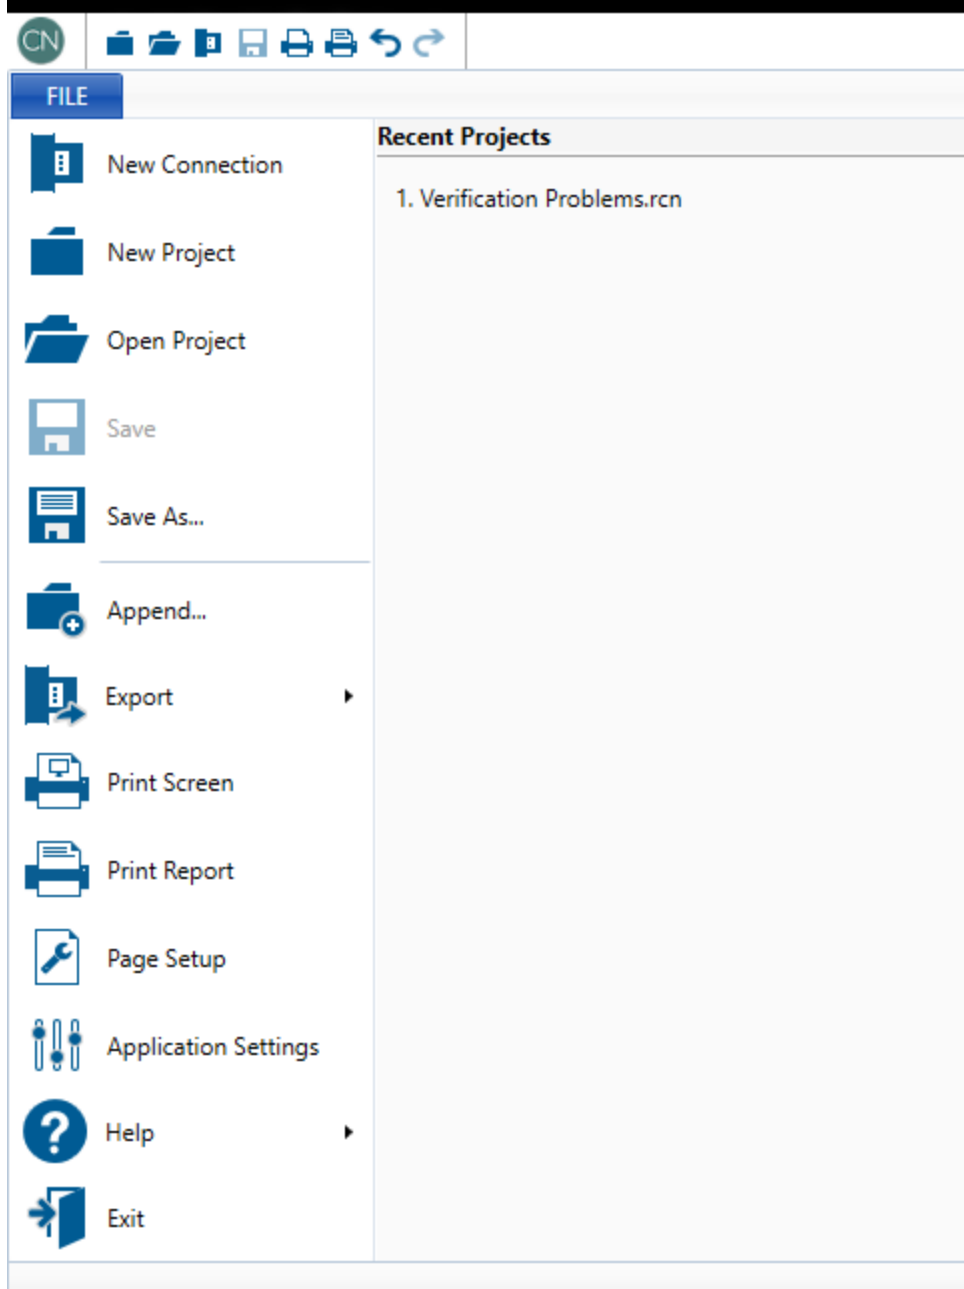 CN
FILE
New Connection
New Project
Open Project
Save
Save As...
Append...
Export
Print Screen
Print Report
Page Setup
Application Settings
Help
Exit
Recent Projects
1. Verification Problems.rcn